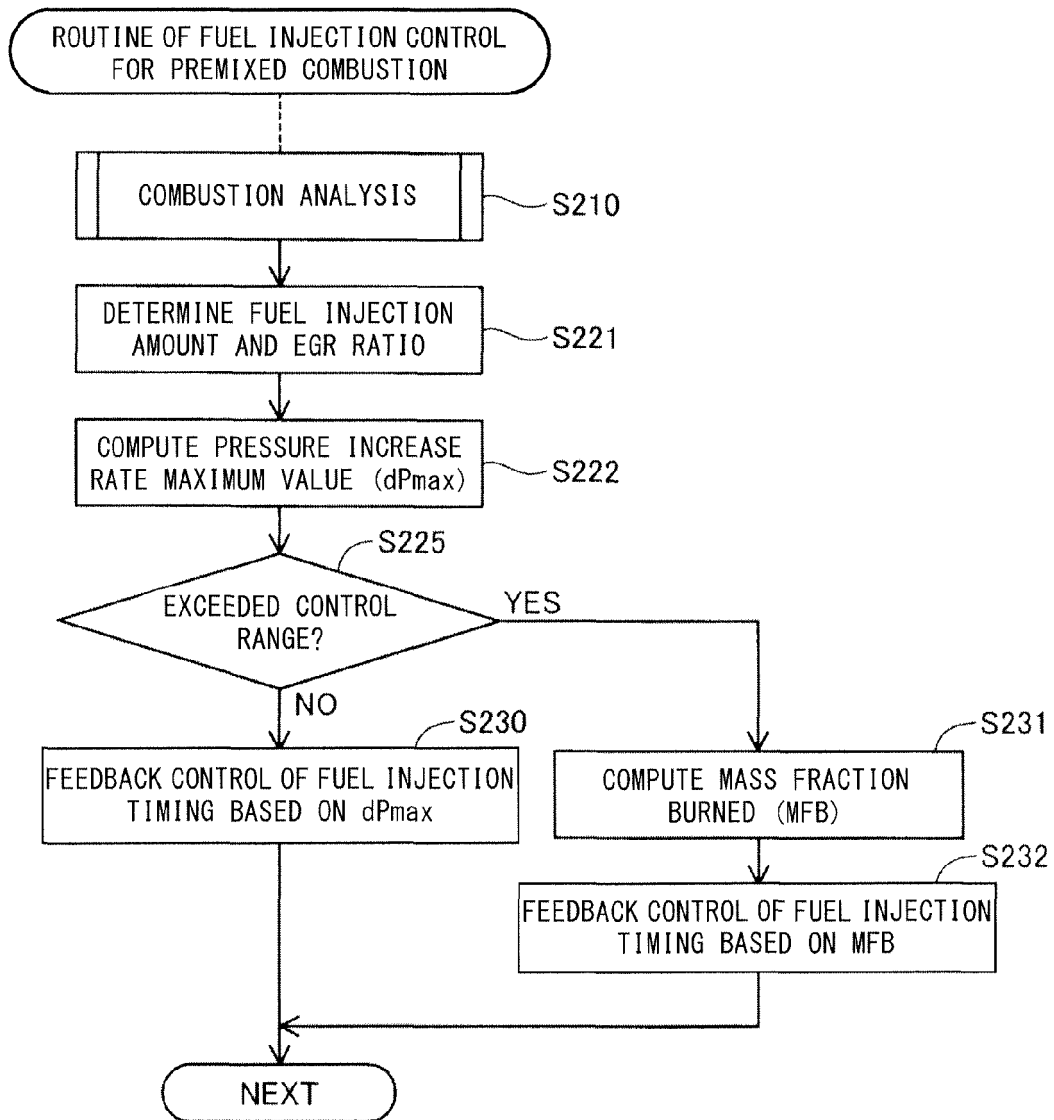 ROUTINE OF FUEL INJECTION CONTROL
FOR PREMIXED COMBUSTION
COMBUSTION ANALYSIS
S210
DETERMINE FUEL INJECTION
AMOUNT AND EGR RATIO
S221
COMPUTE PRESSURE INCREASE
RATE MAXIMUM VALUE (dPmax)
S222
S225
EXCEEDED CONTROL
RANGE?
YES
NO
S230
FEEDBACK CONTROL OF FUEL INJECTION
TIMING BASED ON dPmax
S231
COMPUTE MASS FRACTION
BURNED (MFB)
S232
FEEDBACK CONTROL OF FUEL INJECTION
TIMING BASED ON MFB
NEXT